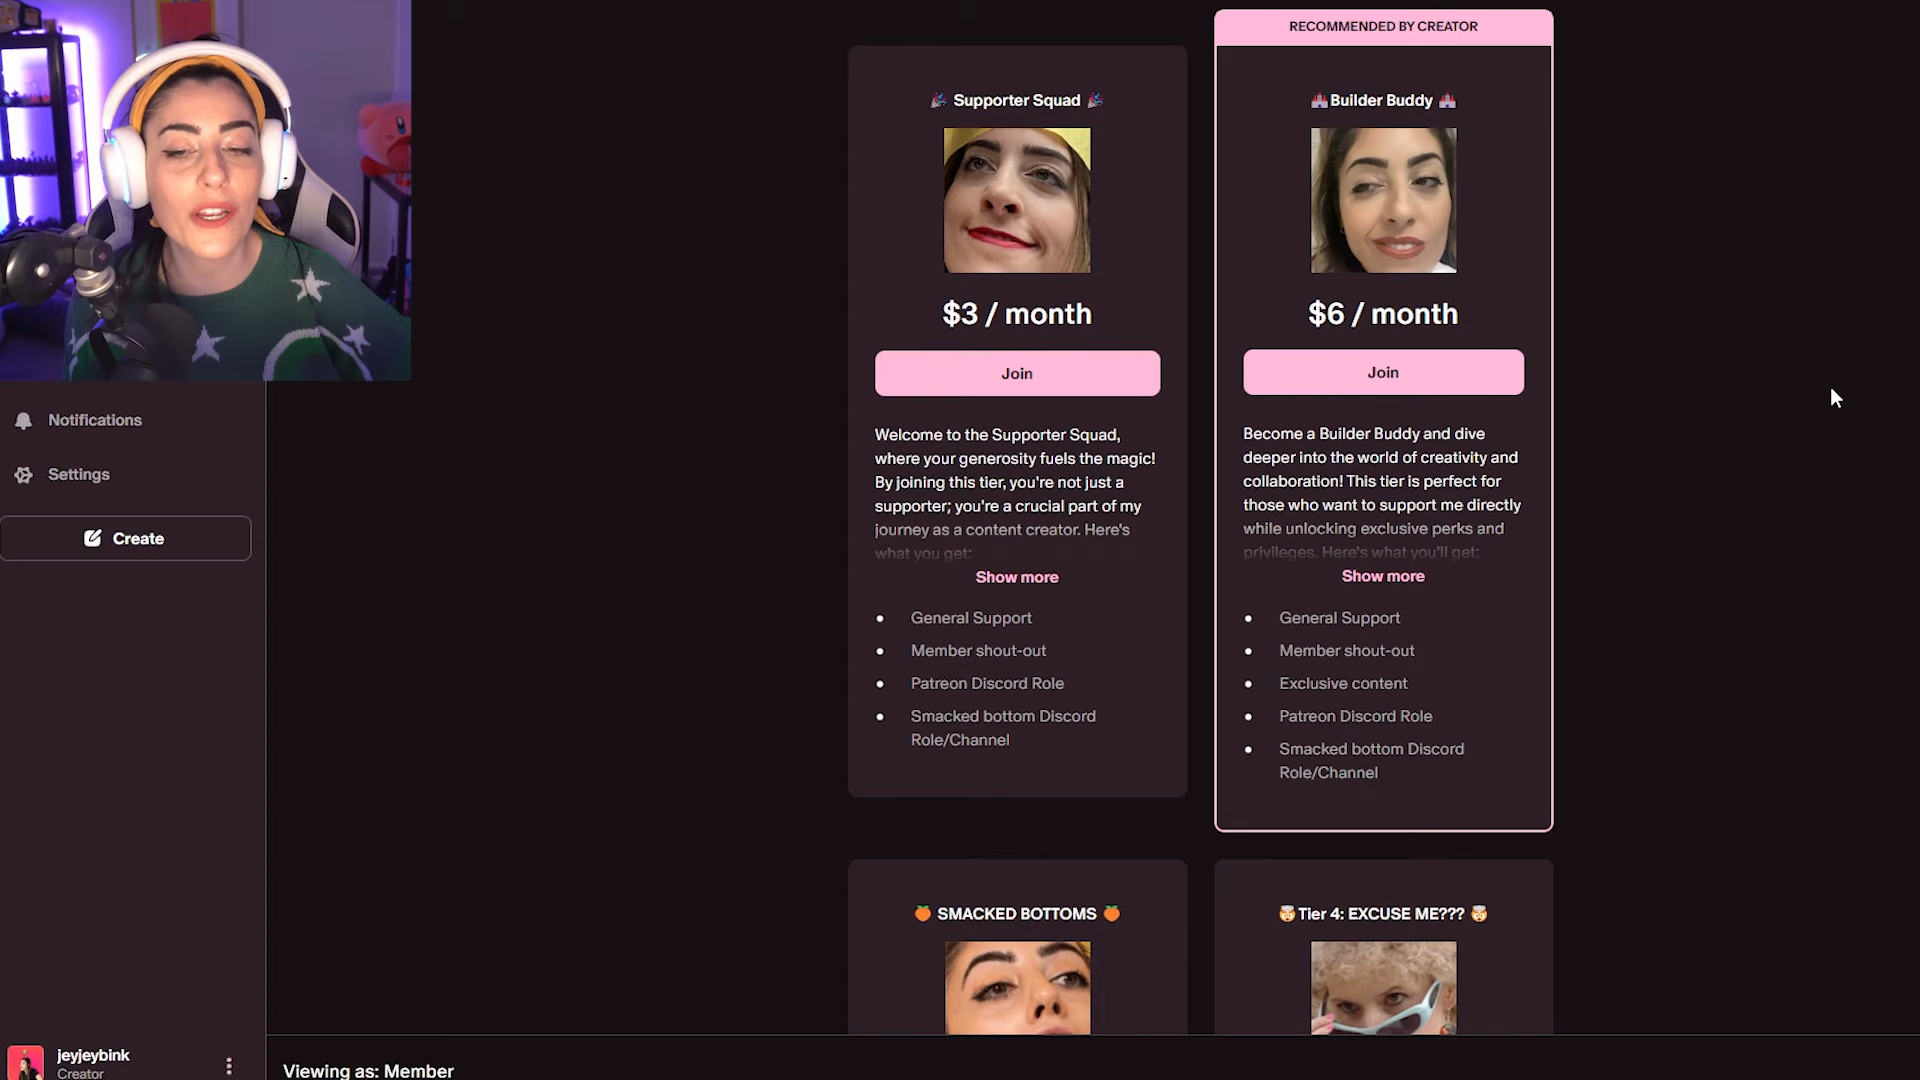 RECOMMENDED BY CREATOR
Supporter Squad
$3 / month
Join
Welcome to the Supporter Squad,
where your generosity fuels the magic!
By joining this tier, you're not just a
supporter; you're a crucial part of my
journey as a content creator. Here's
what you get:
Show more
General Support
Member shout-out
Patreon Discord Role
Smacked bottom Discord
Role/Channel
Builder Buddy
$6 / month
Join
Become a Builder Buddy and dive
deeper into the world of creativity and
collaboration! This tier is perfect for
those who want to support me directly
while unlocking exclusive perks and
privileges. Here's what you'll get:
Show more
General Support
Member shout-out
Exclusive content
Patreon Discord Role
Smacked bottom Discord
Role/Channel
SMACKED BOTTOMS
Tier 4: EXCUSE ME???
Notifications
Settings
Create
jeyjeybink
Creator
Viewing as: Member